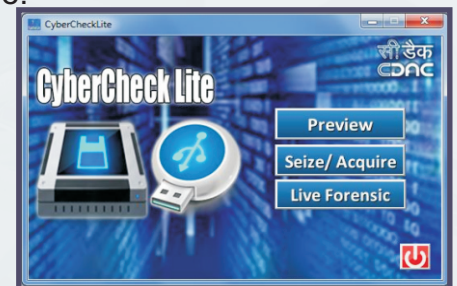 CyberCheckLite
सी डैक
CDAC
CyberCheck Lite
Preview
Seize/ Acquire
Live Forensic